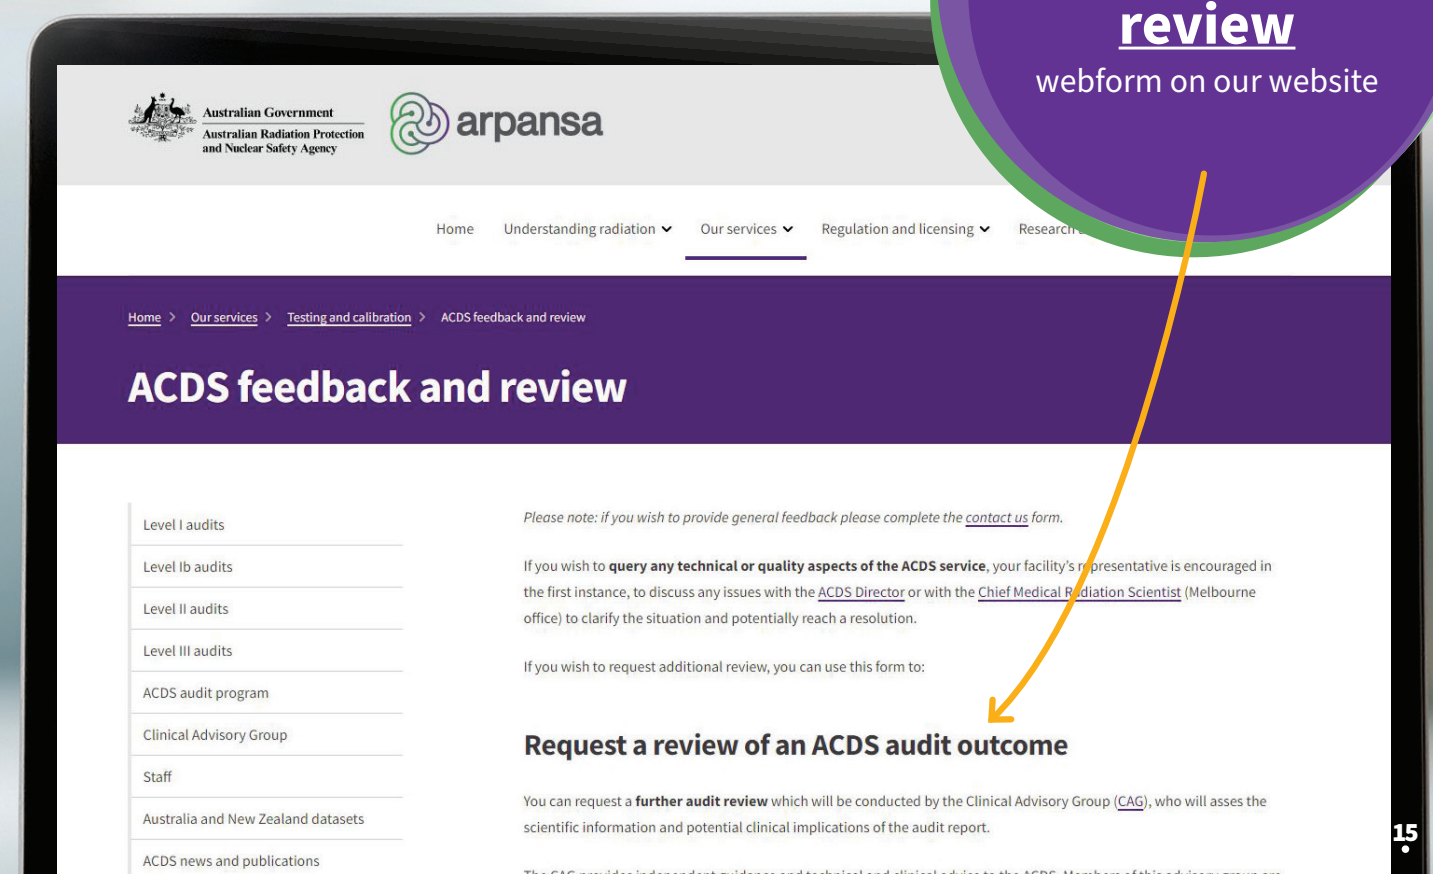 review
webform on our website
Australian Government
Australian Radiation Protection
and Nuclear Safety Agency
arpansa
Home Understanding radiation Our services Regulation and licensing Research
Home > Our services > Testing and calibration > ACDS feedback and review
ACDS feedback and review
Level I audits
Level Ib audits
Level II audits
Level III audits
ACDS audit program
Clinical Advisory Group
Staff
Australia and New Zealand datasets
ACDS news and publications
Please note: if you wish to provide general feedback please complete the contact us form.
If you wish to query any technical or quality aspects of the ACDS service, your facility's representative is encouraged in
the first instance, to discuss any issues with the ACDS Director or with the Chief Medical Radiation Scientist (Melbourne
office) to clarify the situation and potentially reach a resolution.
If you wish to request additional review, you can use this form to:
Request a review of an ACDS audit outcome
You can request a further audit review which will be conducted by the Clinical Advisory Group (CAG), who will asses the
scientific information and potential clinical implications of the audit report.
15